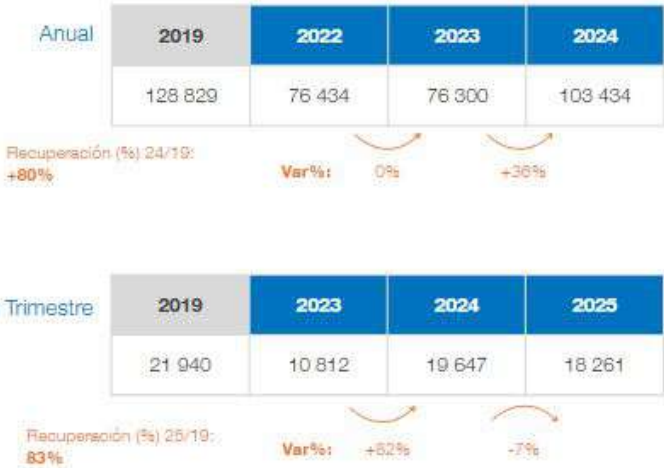 Anual 2019 2022 2023 2024
128 829 76 434 76 300 103 434
Recuperación (%) 24/19:
+80% Var%: 0% +36%
Trimestre 2019 2023 2024 2025
21 940 10 812 19 647 18 261
Recuperación (%) 25/19:
83% Var%: +82% -7%